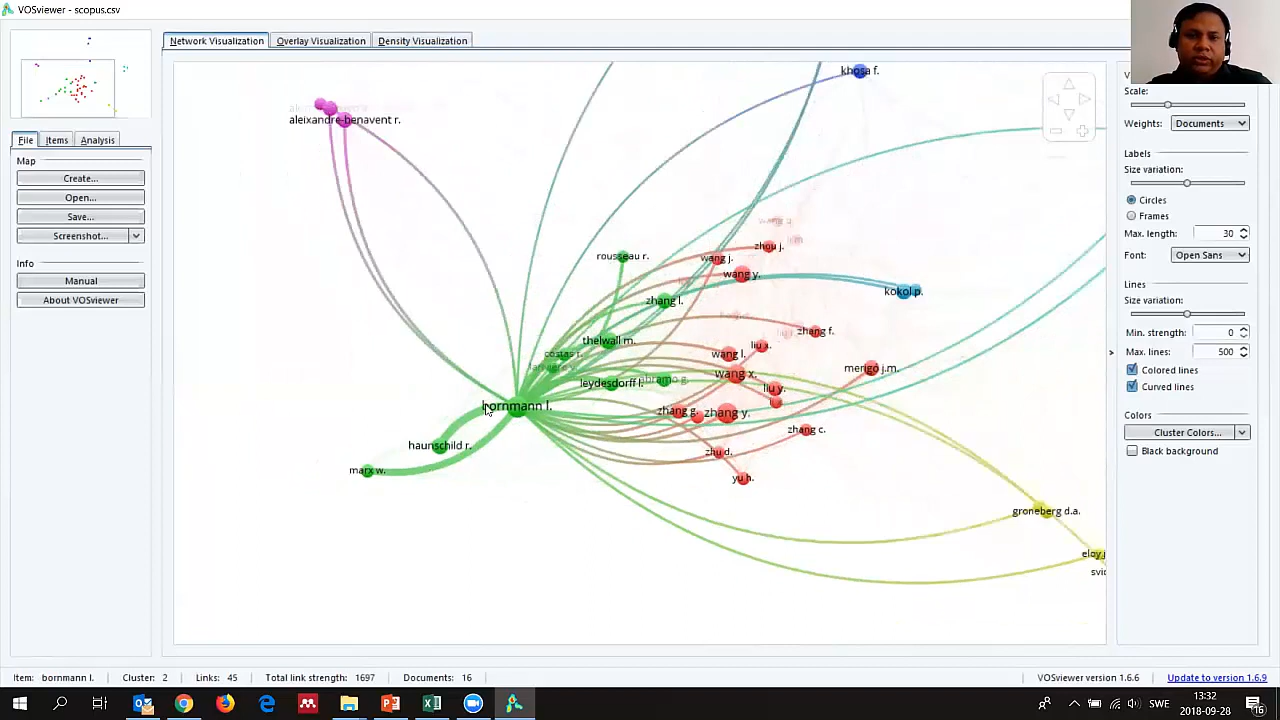 VOSviewer - scopus.csv
Network Visualization
Overlay Visualization
Density Visualization
File
Items
Analysis
Map
Create...
Open...
Save...
Screenshot...
Info
Manual
About VOSviewer
khosa f.
aleixandre-benavent r.
zhou j.
rousseau r.
wang j.
wang y.
kokol p.
zhang l.
zhang f.
thelwall m.
liu x.
costas r.
wang l.
merigó j.m.
wang x.
leydesdorff l.
abramo g.
liu y.
bornmann l.
zhang g.
zhang y.
zhang c.
haunschild r.
zhu d.
marx w.
yu h.
groneberg d.a.
eloy j
svid
Scale:
Weights:
Documents
Labels
Size variation:
Circles
Frames
Max. length:
30
Font:
Open Sans
Lines
Size variation:
Min. strength:
0
Max. lines:
500
Colored lines
Curved lines
Colors
Cluster Colors...
Black background
Item: bornmann l. Cluster: 2 Links: 45 Total link strength: 1697 Documents: 16
VOSviewer version 1.6.6
Update to version 1.6.9
SWE
13:32
2018-09-28